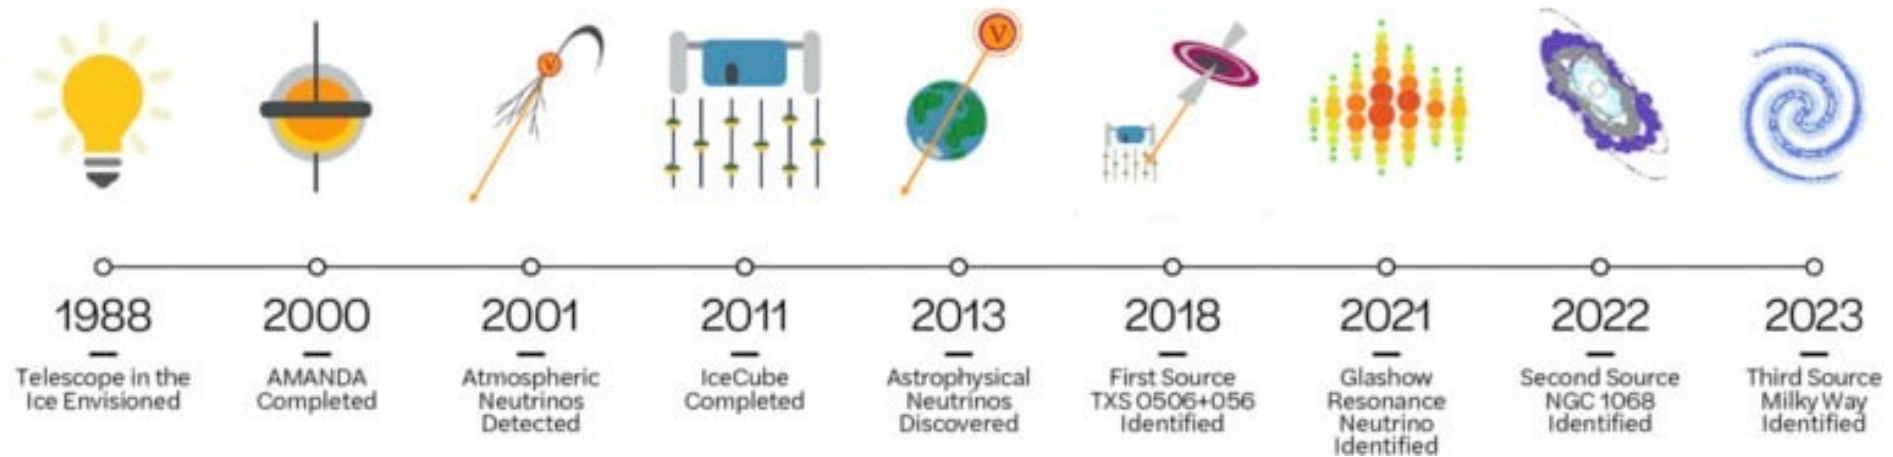 V
V
1988
Telescope in the
Ice Envisioned
2000
AMANDA
Completed
2001
Atmospheric
Neutrinos
Detected
2011
IceCube
Completed
2013
Astrophysical
Neutrinos
Discovered
2018
First Source
TXS 0506+056
Identified
2021
Glashow
Resonance
Neutrino
Identified
2022
Second Source
NGC 1068
Identified
2023
Third Source
Milky Way
Identified